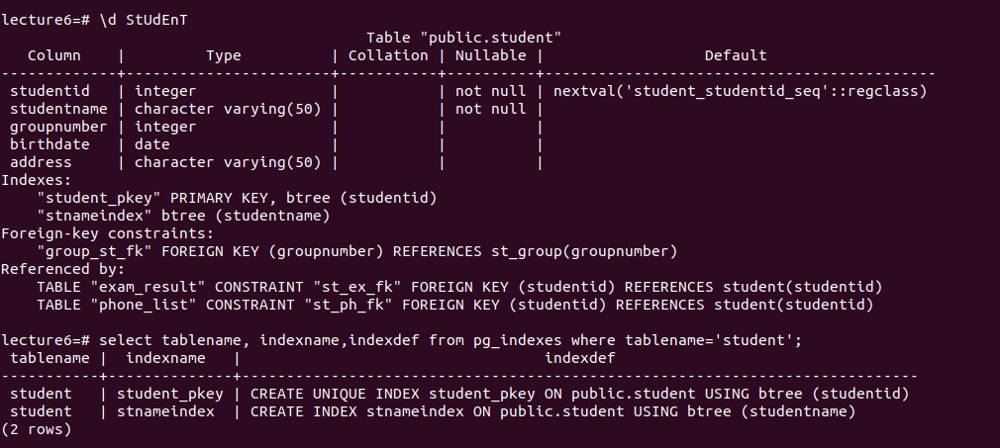 lecture6=# \d StUdEnT
                                         Table "public.student"
   Column    |         Type          | Collation | Nullable |                  Default
-------------+-----------------------+-----------+----------+--------------------------------------------
 studentid   | integer               |           | not null | nextval('student_studentid_seq'::regclass)
 studentname | character varying(50) |           | not null |
 groupnumber | integer               |           |          |
 birthdate   | date                  |           |          |
 address     | character varying(50) |           |          |
Indexes:
    "student_pkey" PRIMARY KEY, btree (studentid)
    "stnameindex" btree (studentname)
Foreign-key constraints:
    "group_st_fk" FOREIGN KEY (groupnumber) REFERENCES st_group(groupnumber)
Referenced by:
    TABLE "exam_result" CONSTRAINT "st_ex_fk" FOREIGN KEY (studentid) REFERENCES student(studentid)
    TABLE "phone_list" CONSTRAINT "st_ph_fk" FOREIGN KEY (studentid) REFERENCES student(studentid)

lecture6=# select tablename, indexname,indexdef from pg_indexes where tablename='student';
 tablename |  indexname   |                                  indexdef
-----------+--------------+----------------------------------------------------------------------------
 student   | student_pkey | CREATE UNIQUE INDEX student_pkey ON public.student USING btree (studentid)
 student   | stnameindex  | CREATE INDEX stnameindex ON public.student USING btree (studentname)
(2 rows)